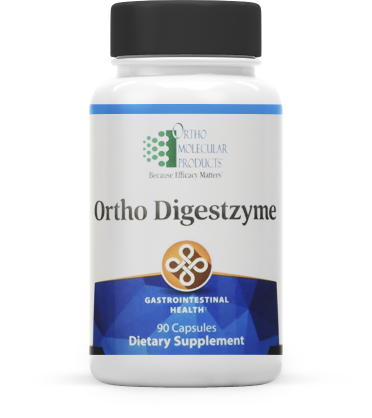 ORTHO
MOLECULAR
PRODUCTS®
Because Efficacy Matters®
Ortho Digestzyme
GASTROINTESTINAL
HEALTH†
90 Capsules
Dietary Supplement